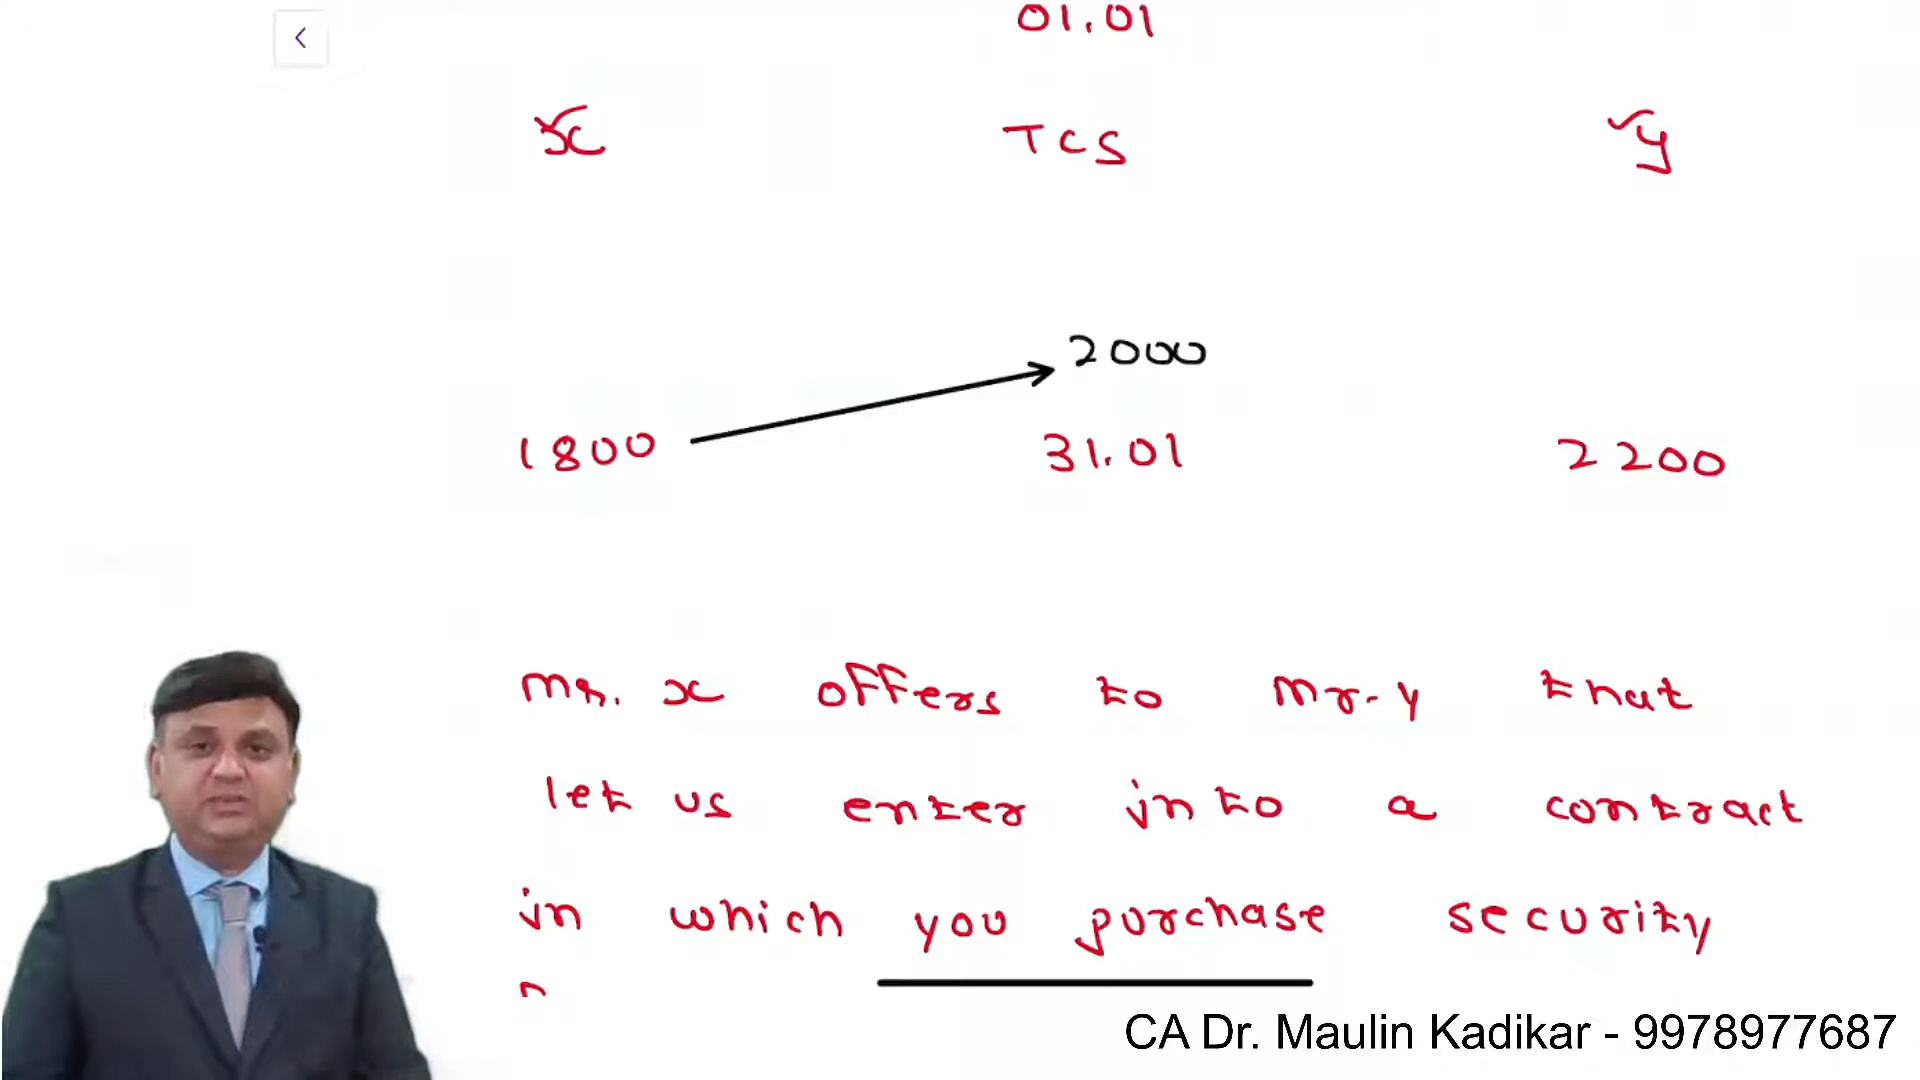 01.01
x TCS y
2000
1800 31.01 2200
Mr. x offers to Mr. y that
let us enter into a contract
in which you purchase security
CA Dr. Maulin Kadikar - 9978977687